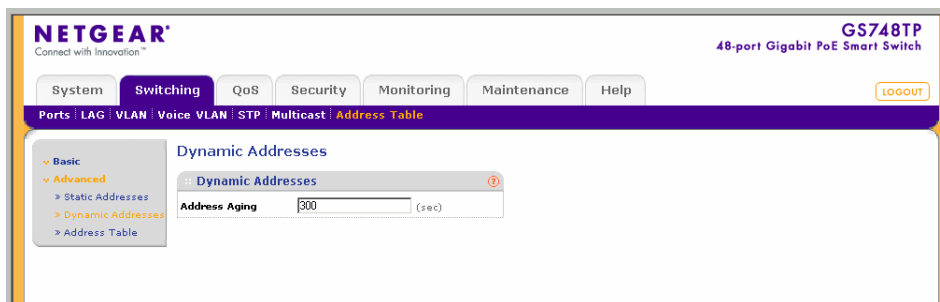 NETGEAR®
Connect with Innovation™
GS748TP
48-port Gigabit PoE Smart Switch
System Switching QoS Security Monitoring Maintenance Help LOGOUT
Ports LAG VLAN Voice VLAN STP Multicast Address Table
Basic
Advanced
» Static Addresses
» Dynamic Addresses
» Address Table
Dynamic Addresses
Dynamic Addresses ?
Address Aging 300 (sec)